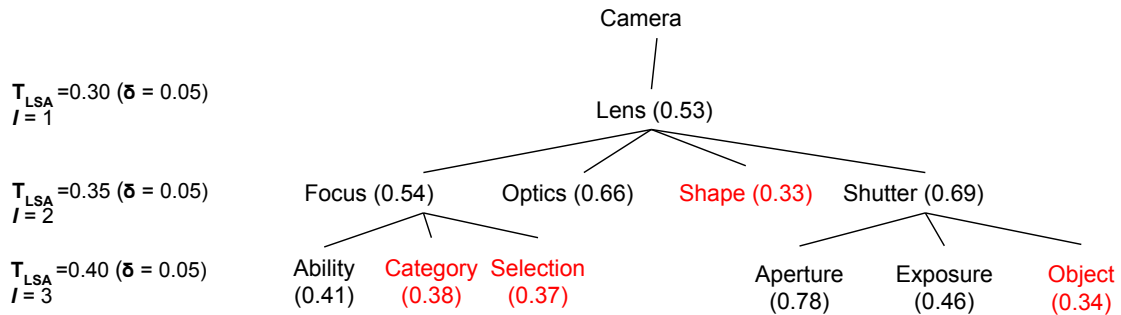 Camera
T_LSA =0.30 (δ = 0.05)
l = 1
Lens (0.53)
T_LSA =0.35 (δ = 0.05)
l = 2
Focus (0.54) Optics (0.66) Shape (0.33) Shutter (0.69)
T_LSA =0.40 (δ = 0.05)
l = 3
Ability Category Selection Aperture Exposure Object
(0.41) (0.38) (0.37) (0.78) (0.46) (0.34)